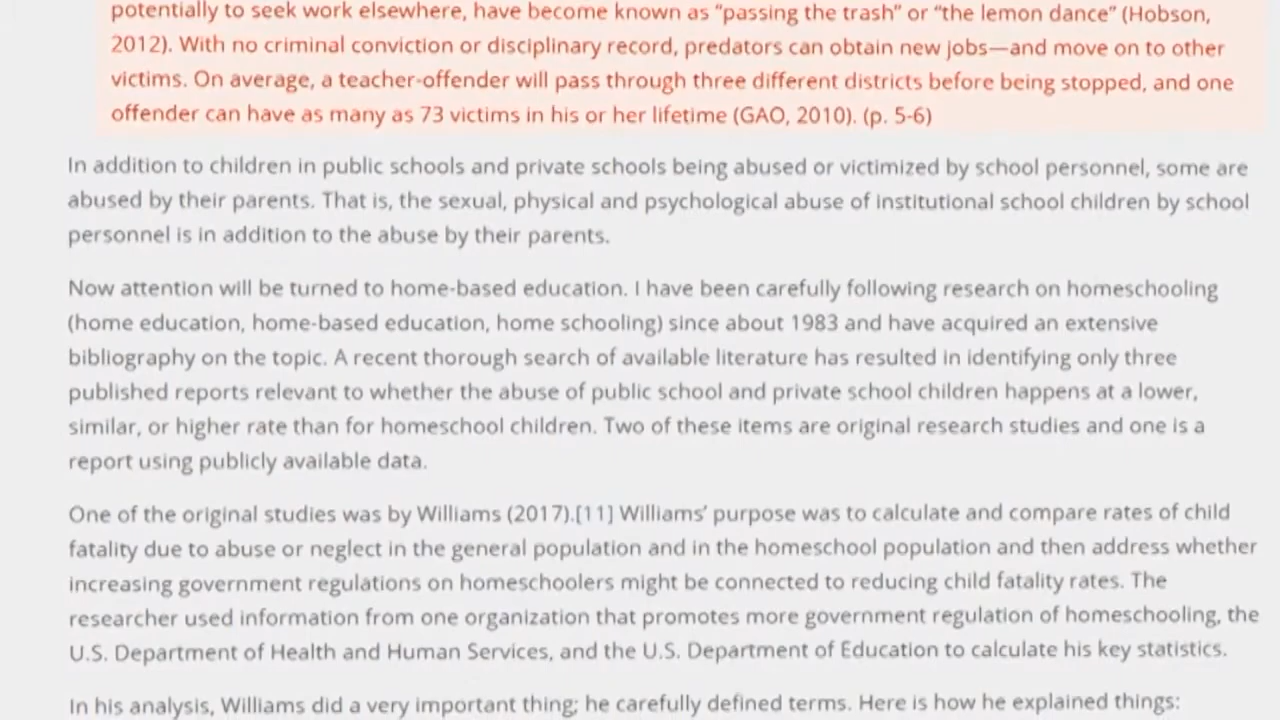 potentially to seek work elsewhere, have become known as “passing the trash” or “the lemon dance” (Hobson,
2012). With no criminal conviction or disciplinary record, predators can obtain new jobs—and move on to other
victims. On average, a teacher-offender will pass through three different districts before being stopped, and one
offender can have as many as 73 victims in his or her lifetime (GAO, 2010). (p. 5-6)
In addition to children in public schools and private schools being abused or victimized by school personnel, some are
abused by their parents. That is, the sexual, physical and psychological abuse of institutional school children by school
personnel is in addition to the abuse by their parents.
Now attention will be turned to home-based education. I have been carefully following research on homeschooling
(home education, home-based education, home schooling) since about 1983 and have acquired an extensive
bibliography on the topic. A recent thorough search of available literature has resulted in identifying only three
published reports relevant to whether the abuse of public school and private school children happens at a lower,
similar, or higher rate than for homeschool children. Two of these items are original research studies and one is a
report using publicly available data.
One of the original studies was by Williams (2017).[11] Williams’ purpose was to calculate and compare rates of child
fatality due to abuse or neglect in the general population and in the homeschool population and then address whether
increasing government regulations on homeschoolers might be connected to reducing child fatality rates. The
researcher used information from one organization that promotes more government regulation of homeschooling, the
U.S. Department of Health and Human Services, and the U.S. Department of Education to calculate his key statistics.
In his analysis, Williams did a very important thing; he carefully defined terms. Here is how he explained things: